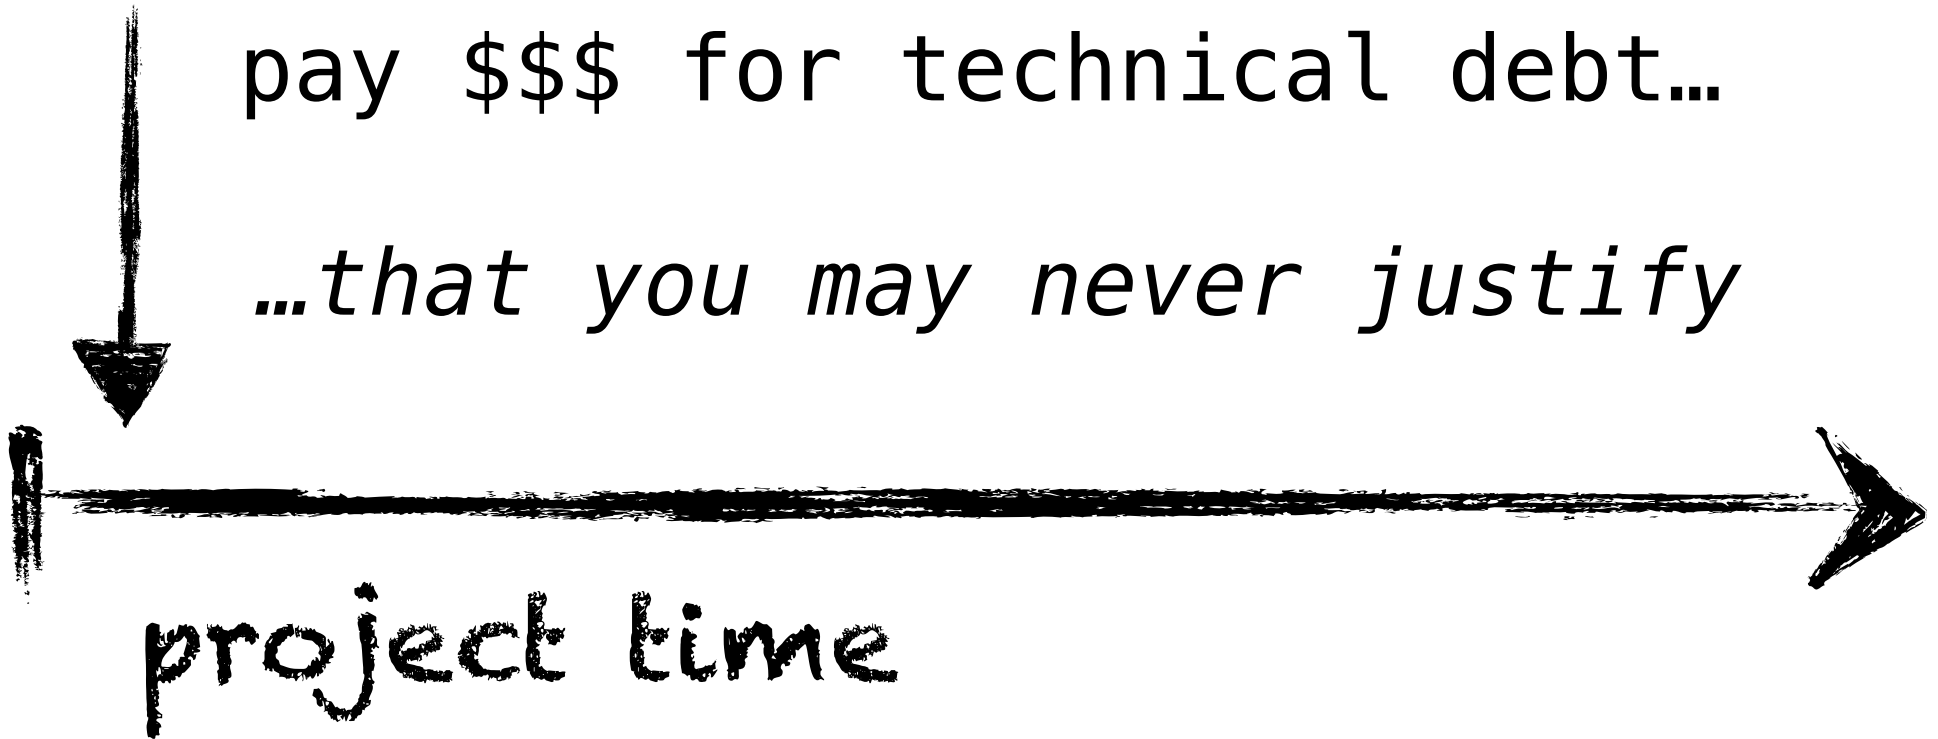 pay $$$ for technical debt…
…that you may never justify
project time